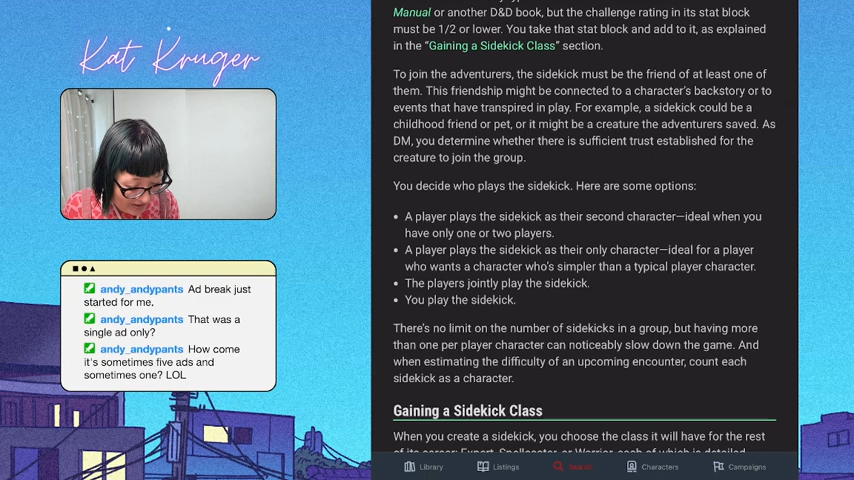 Kat Kruger
andy_andypants Ad break just
started for me.
andy_andypants That was a
single ad only?
andy_andypants How come
it's sometimes five ads and
sometimes one? LOL
Manual or another D&D book, but the challenge rating in its stat block
must be 1/2 or lower. You take that stat block and add to it, as explained
in the “Gaining a Sidekick Class” section.
To join the adventurers, the sidekick must be the friend of at least one of
them. This friendship might be connected to a character’s backstory or to
events that have transpired in play. For example, a sidekick could be a
childhood friend or pet, or it might be a creature the adventurers saved. As
DM, you determine whether there is sufficient trust established for the
creature to join the group.
You decide who plays the sidekick. Here are some options:
• A player plays the sidekick as their second character—ideal when you
have only one or two players.
• A player plays the sidekick as their only character—ideal for a player
who wants a character who’s simpler than a typical player character.
• The players jointly play the sidekick.
• You play the sidekick.
There’s no limit on the number of sidekicks in a group, but having more
than one per player character can noticeably slow down the game. And
when estimating the difficulty of an upcoming encounter, count each
sidekick as a character.
Gaining a Sidekick Class
When you create a sidekick, you choose the class it will have for the rest
of its career: Expert, Spellcaster, or Warrior, each of which is detailed
Library
Listings
Search
Characters
Campaigns